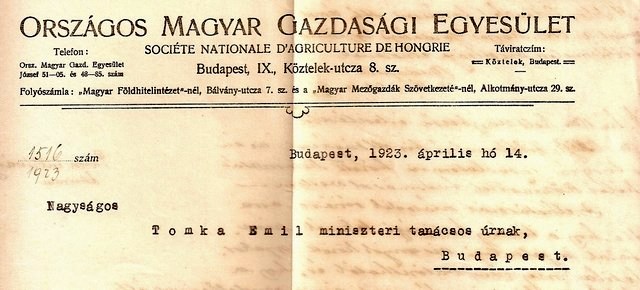 ORSZÁGOS MAGYAR GAZDASÁGI EGYESÜLET
SOCIÉTE NATIONALE D'AGRICULTURE DE HONGRIE
Telefon:
Orsz. Magyar Gazd. Egyesület
József 51—05. és 48—85. szám
Budapest, IX., Köztelek-utcza 8. sz.
Táviratczím:
Köztelek, Budapest.
Folyószámla: „Magyar Földhitelintézet"-nél, Bálvány-utcza 7. sz. és a „Magyar Mezőgazdák Szövetkezeté"-nél, Alkotmány-utcza 29. sz.
1516 szám
1923
Budapest, 1923. április hó 14.
Nagyságos
Tomka Emil miniszteri tanácsos úrnak,
Budapest.